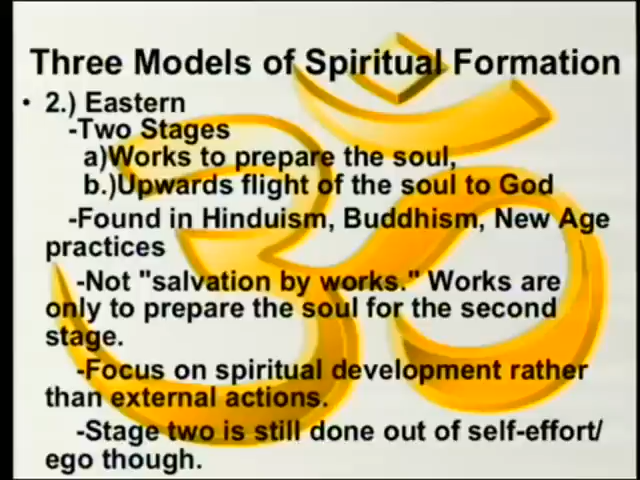 Three Models of Spiritual Formation
• 2.) Eastern
-Two Stages
a)Works to prepare the soul,
b.)Upwards flight of the soul to God
-Found in Hinduism, Buddhism, New Age
practices
-Not "salvation by works." Works are
only to prepare the soul for the second
stage.
-Focus on spiritual development rather
than external actions.
-Stage two is still done out of self-effort/
ego though.